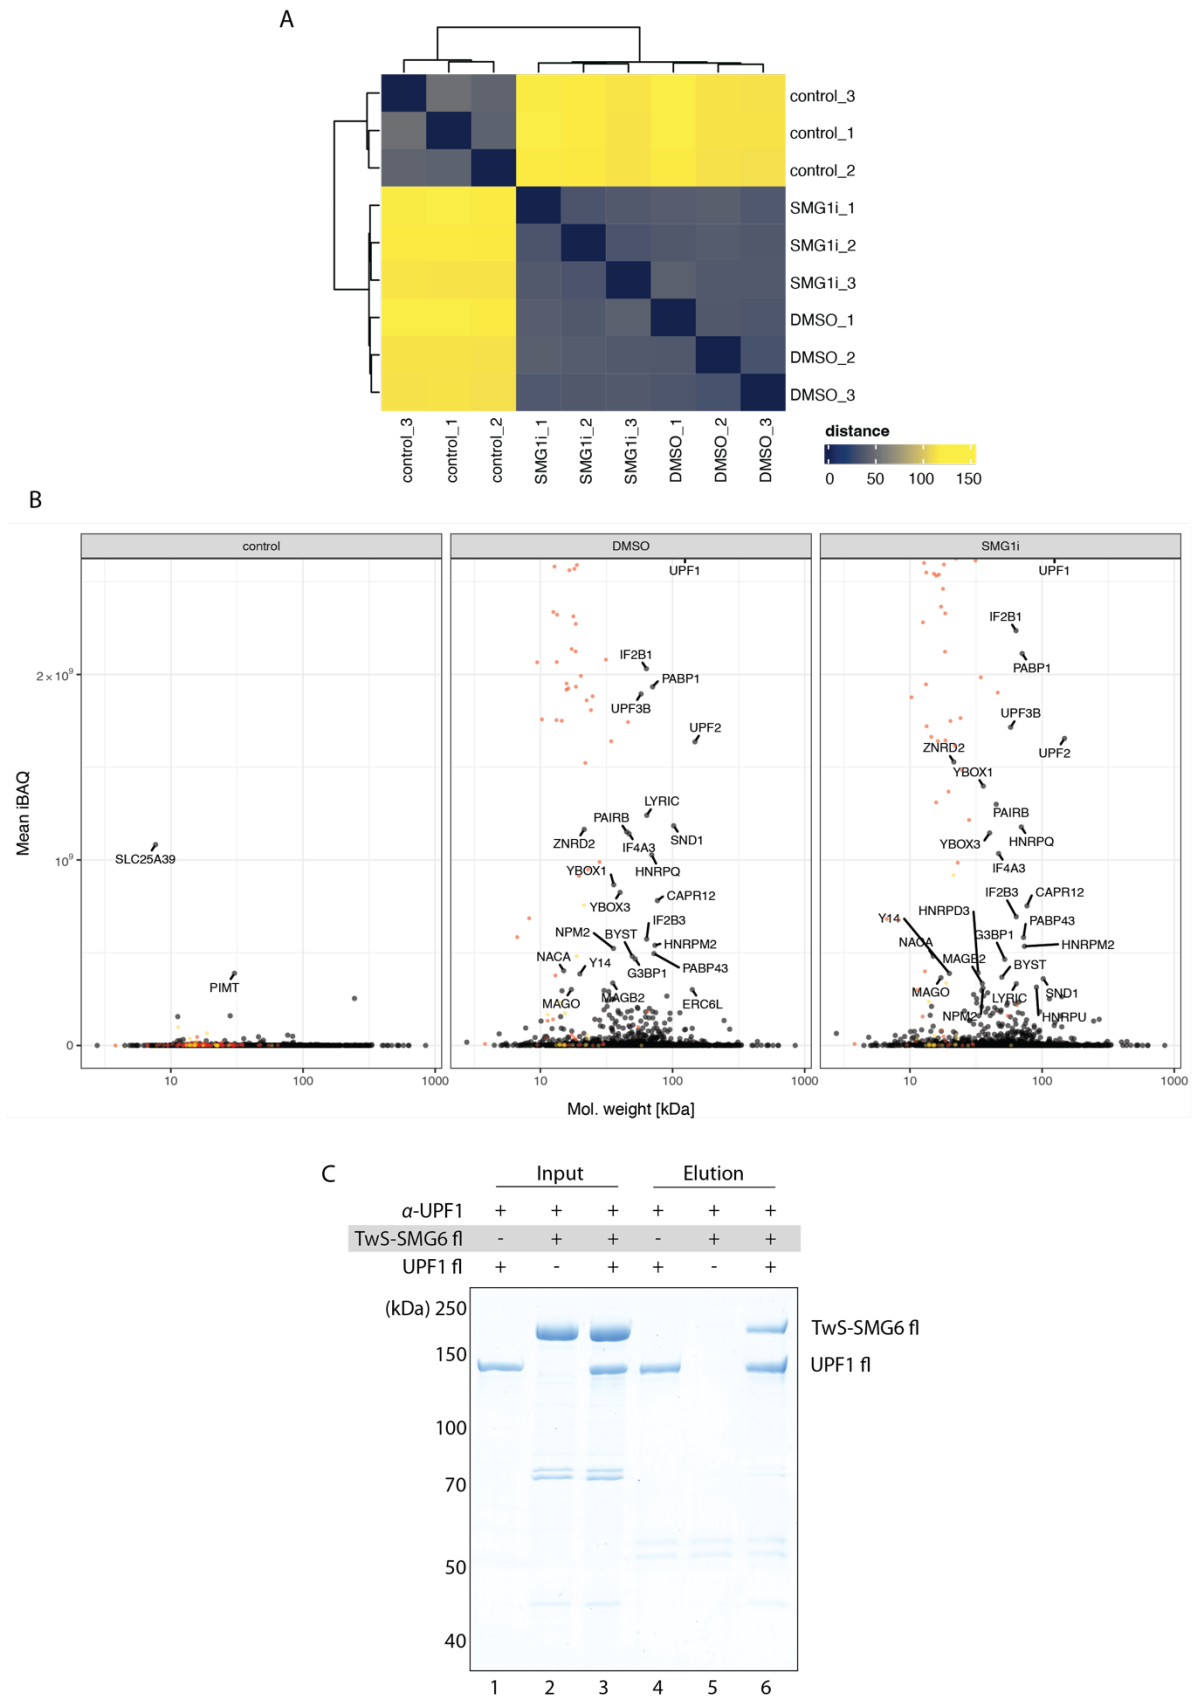 A
control_3
control_1
control_2
SMG1i_1
SMG1i_2
SMG1i_3
DMSO_1
DMSO_2
DMSO_3
control_3
control_1
control_2
SMG1i_1
SMG1i_2
SMG1i_3
DMSO_1
DMSO_2
DMSO_3
distance
0 50 100 150
B
control
DMSO
SMG1i
Mean iBAQ
2 × 10⁹
10⁹
0
SLC25A39
PIMT
UPF1
IF2B1
PABP1
UPF3B
UPF2
LYRIC
PAIRB
ZNRD2
IF4A3
SND1
YBOX1
HNRPQ
YBOX3
CAPR12
IF2B3
NPM2
BYST
HNRPM2
NACA
Y14
G3BP1
PABP43
MAGO
MAGB2
ERC6L
UPF1
IF2B1
PABP1
UPF3B
UPF2
ZNRD2
YBOX1
PAIRB
YBOX3
HNRPQ
IF4A3
IF2B3
CAPR12
Y14
HNRPD3
PABP43
NACA
G3BP1
HNRPM2
MAGB2
BYST
MAGO
LYRIC
SND1
NPM2
HNRPU
10 100 1000
10 100 1000
10 100 1000
Mol. weight [kDa]
C
Input Elution
α-UPF1 + + + + + +
TwS-SMG6 fl - + + - + +
UPF1 fl + - + + - +
(kDa) 250
150
100
70
50
40
TwS-SMG6 fl
UPF1 fl
1 2 3 4 5 6